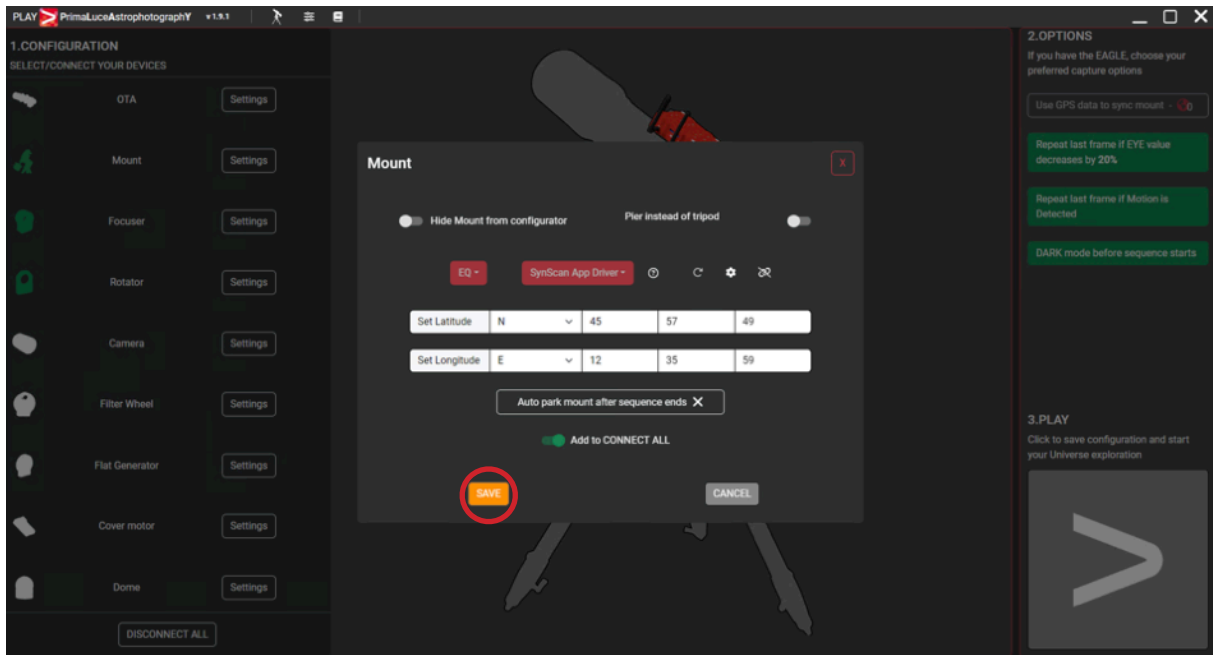 PLAY PrimaLuceAstrophotographY v1.9.1
1.CONFIGURATION
SELECT/CONNECT YOUR DEVICES
OTA Settings
Mount Settings
Focuser Settings
Rotator Settings
Camera Settings
Filter Wheel Settings
Flat Generator Settings
Cover motor Settings
Dome Settings
DISCONNECT ALL
Mount
X
Hide Mount from configurator
Pier instead of tripod
EQ
SynScan App Driver
Set Latitude N 45 57 49
Set Longitude E 12 35 59
Auto park mount after sequence ends
Add to CONNECT ALL
SAVE
CANCEL
2.OPTIONS
If you have the EAGLE, choose your
preferred capture options
Use GPS data to sync mount - 0
Repeat last frame if EYE value
decreases by 20%
Repeat last frame if Motion is
Detected
DARK mode before sequence starts
3.PLAY
Click to save configuration and start
your Universe exploration